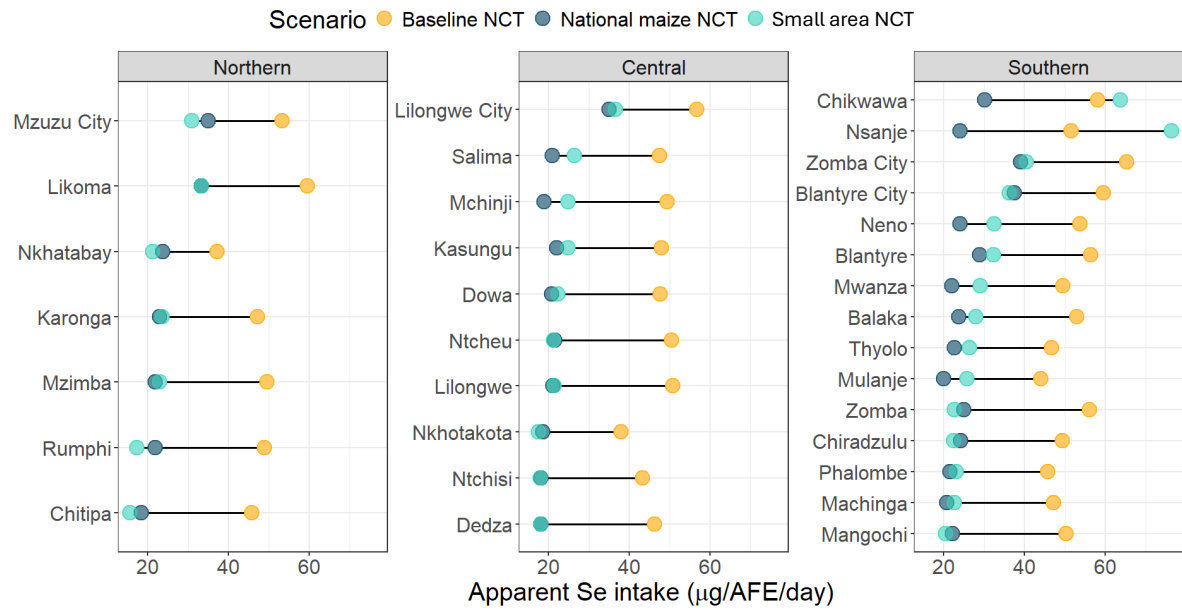 Scenario Baseline NCT National maize NCT Small area NCT
Northern
Mzuzu City
Likoma
Nkhatabay
Karonga
Mzimba
Rumphi
Chitipa
20 40 60
Central
Lilongwe City
Salima
Mchinji
Kasungu
Dowa
Ntcheu
Lilongwe
Nkhotakota
Ntchisi
Dedza
20 40 60
Southern
Chikwawa
Nsanje
Zomba City
Blantyre City
Neno
Blantyre
Mwanza
Balaka
Thyolo
Mulanje
Zomba
Chiradzulu
Phalombe
Machinga
Mangochi
20 40 60
Apparent Se intake (μg/AFE/day)